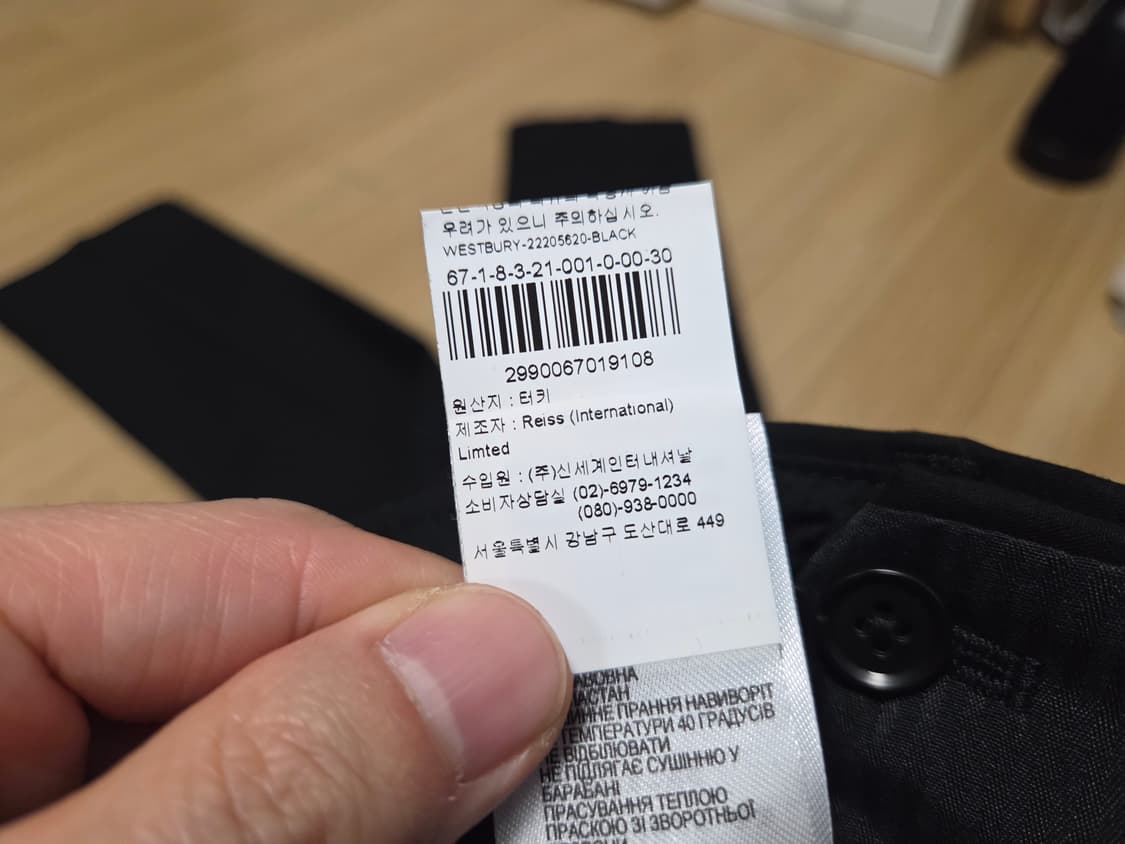 우려가 있으니 주의하십시오.
WESTBURY-22205620-BLACK
67-1-8-3-21-001-0-00-30
2990067019108
원산지 : 터키
제조자 : Reiss (International)
Limted
수입원 : (주)신세계인터내셔날
소비자상담실 (02)-6979-1234
(080)-938-0000
서울특별시 강남구 도산대로 449
ПРАННЯ НАВИВОРІТ
ТЕМПЕРАТУРИ 40 ГРАДУСІВ
ВІДБІЛЮВАТИ
НЕ ПІДЛЯГАЄ СУШІННЮ У
БАРАБАНІ
ПРАСУВАННЯ ТЕПЛОЮ
ПРАСКОЮ ЗІ ЗВОРОТНЬОЇ